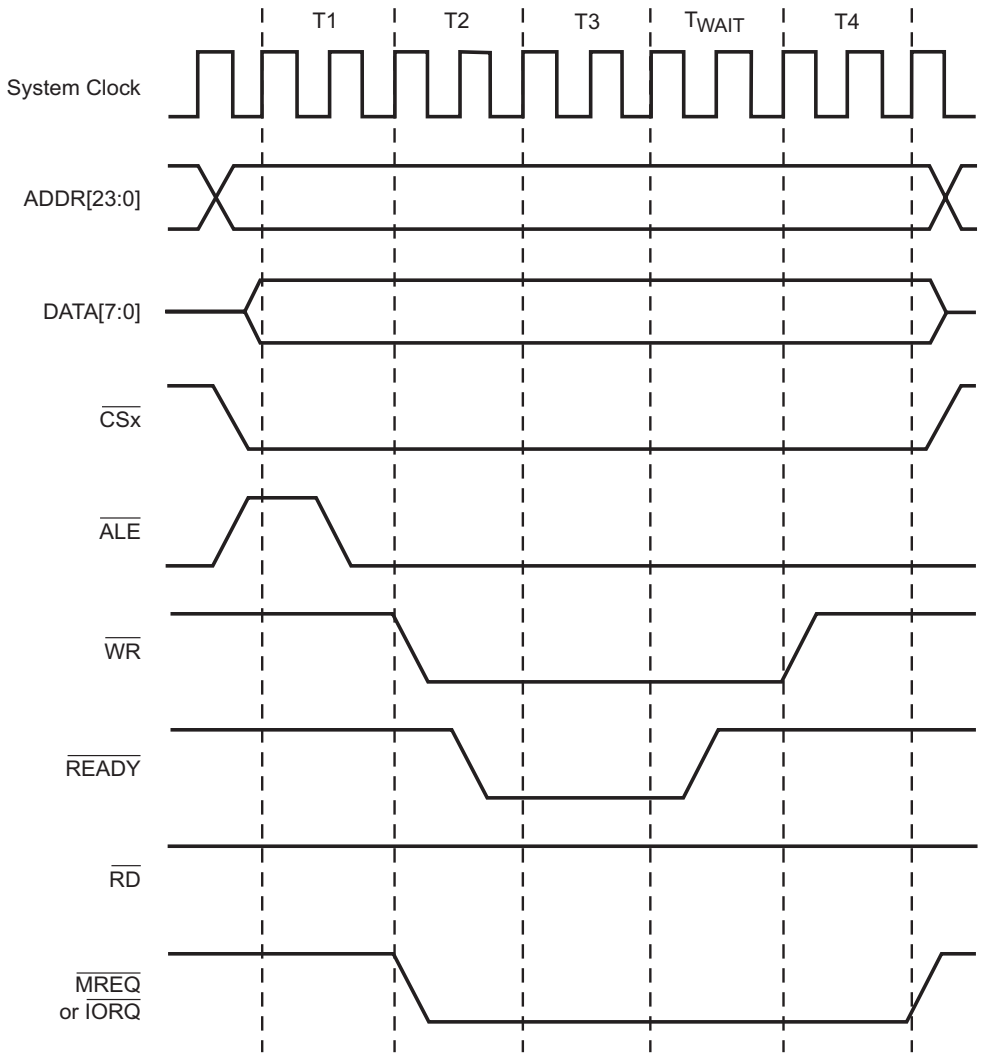 T1 T2 T3 TWAIT T4
System Clock
ADDR[23:0]
DATA[7:0]
CSx
ALE
WR
READY
RD
MREQ
or IORQ